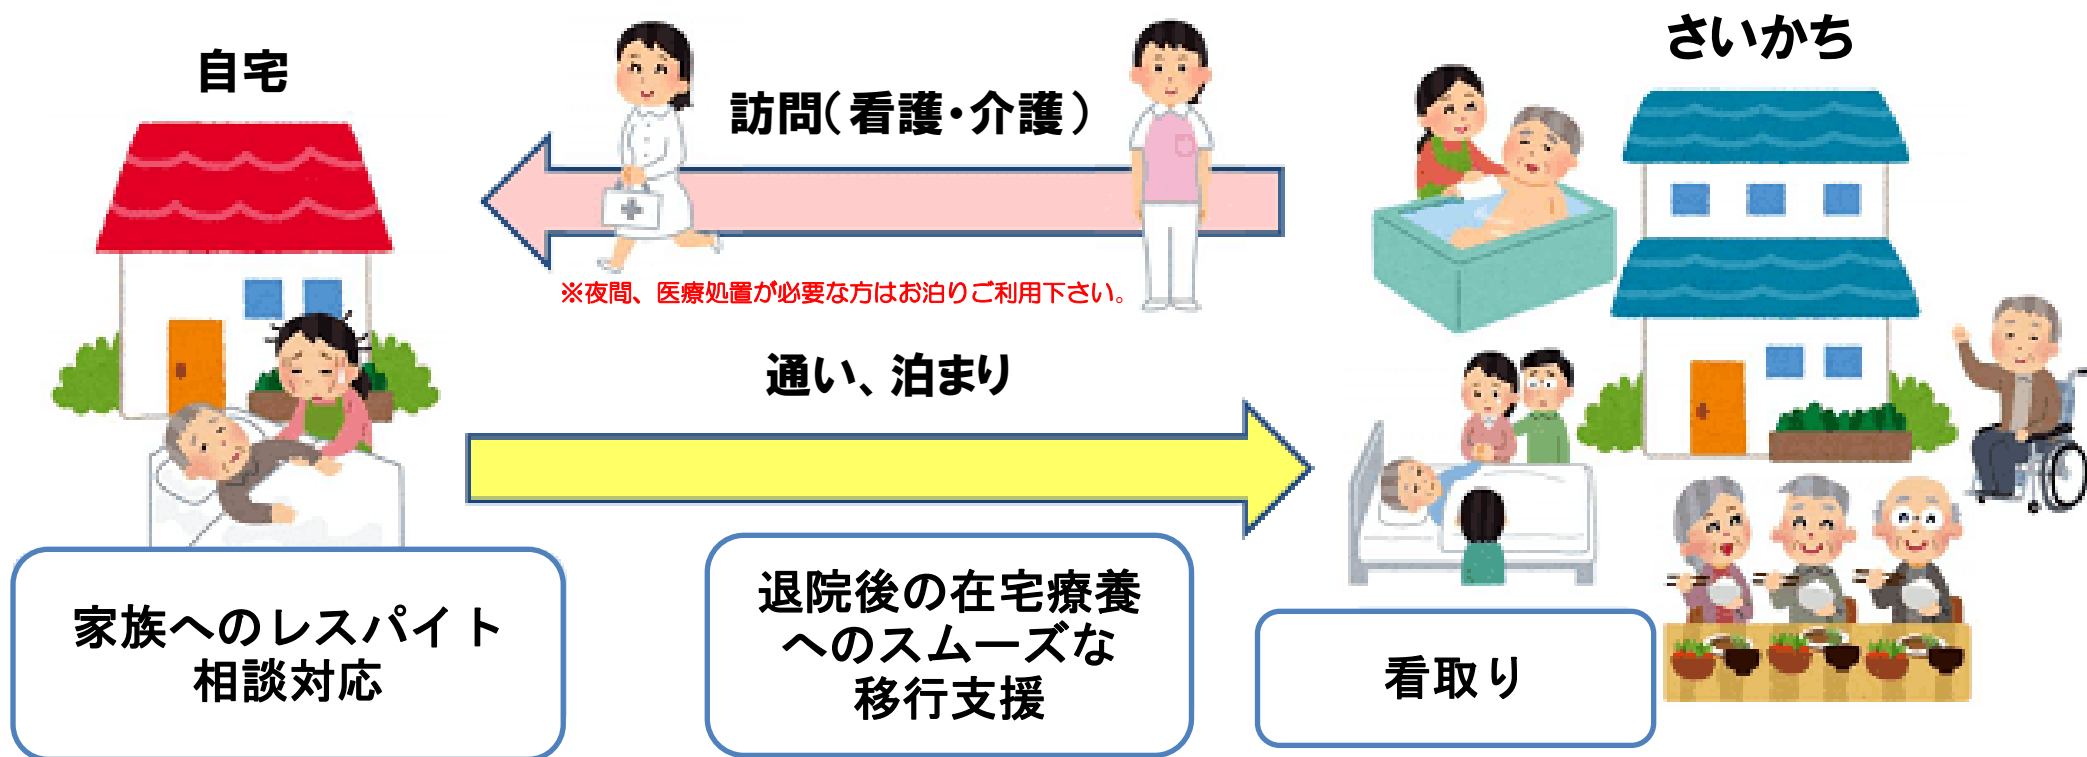 自宅
訪問(看護・介護)
さいかち
※夜間、医療処置が必要な方はお泊りご利用下さい。
通い、泊まり
家族へのレスパイト
相談対応
退院後の在宅療養
へのスムーズな
移行支援
看取り